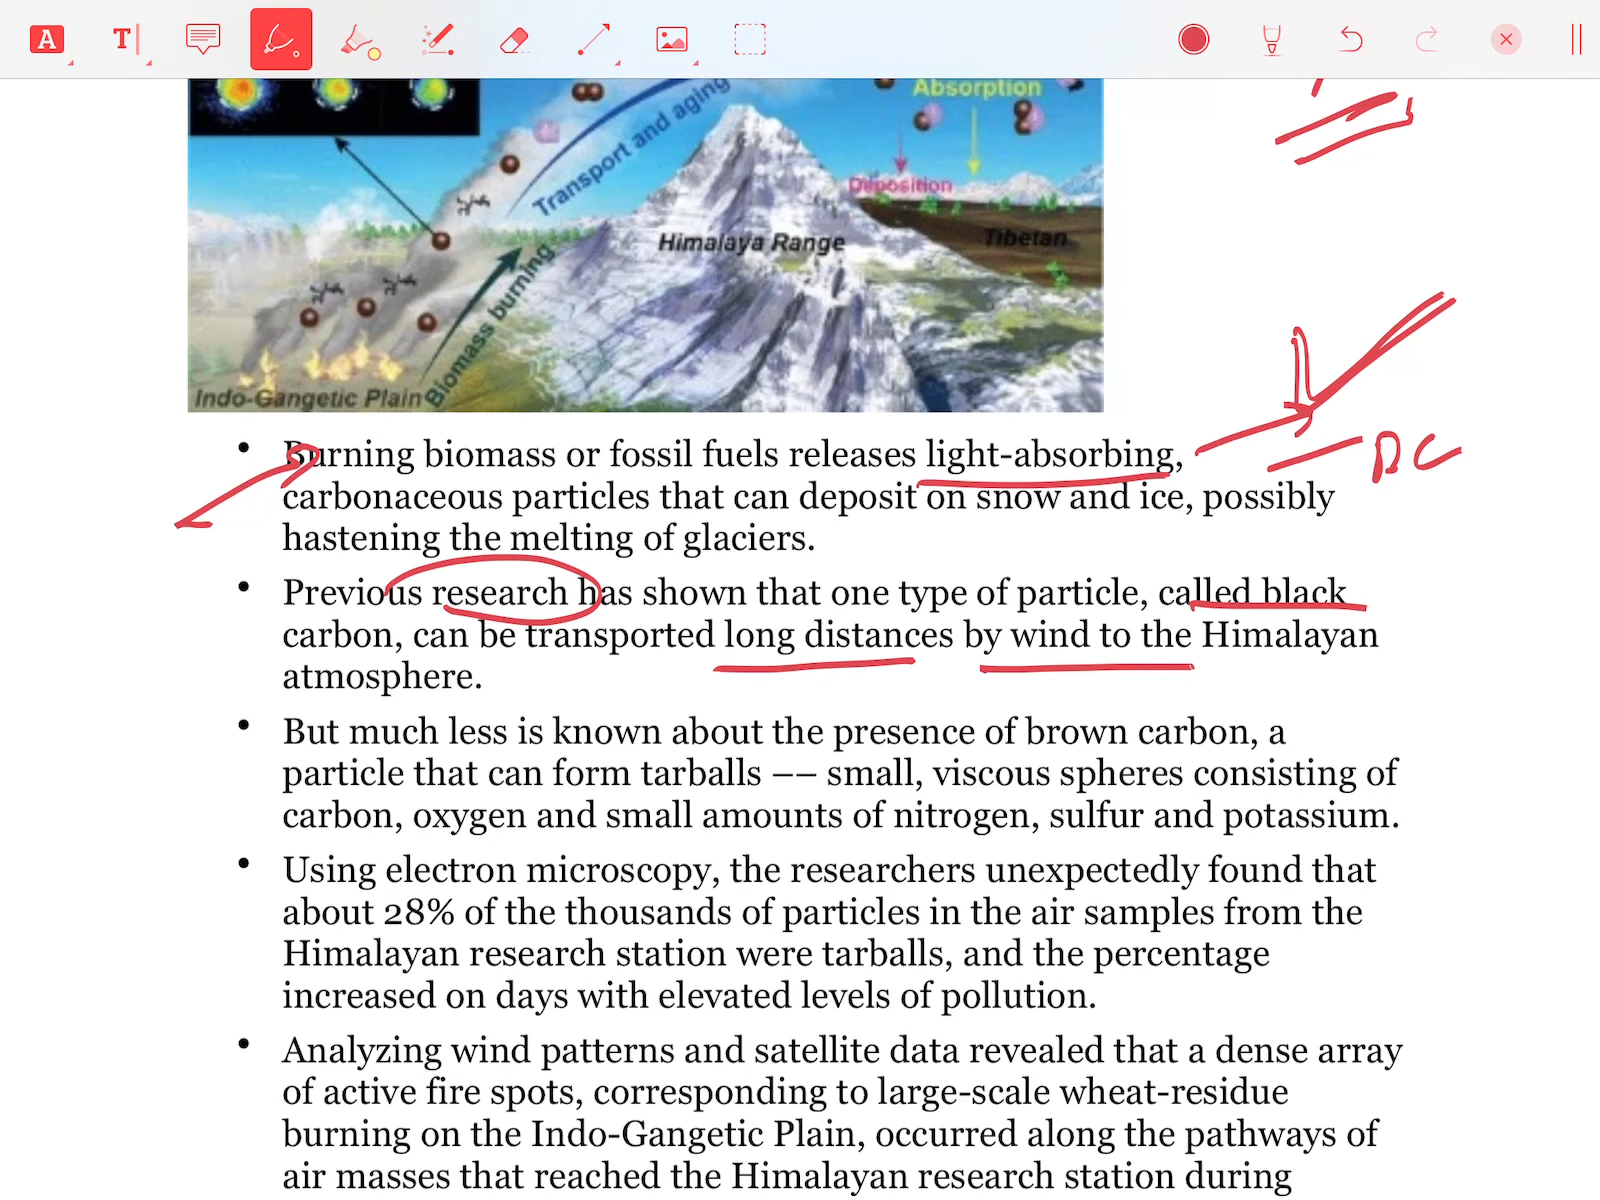 A T
Absorption
Transport and aging
Deposition
Himalaya Range
Tibetan
Biomass burning
Indo-Gangetic Plain
• Burning biomass or fossil fuels releases light-absorbing,
carbonaceous particles that can deposit on snow and ice, possibly
hastening the melting of glaciers.
• Previous research has shown that one type of particle, called black
carbon, can be transported long distances by wind to the Himalayan
atmosphere.
• But much less is known about the presence of brown carbon, a
particle that can form tarballs –– small, viscous spheres consisting of
carbon, oxygen and small amounts of nitrogen, sulfur and potassium.
• Using electron microscopy, the researchers unexpectedly found that
about 28% of the thousands of particles in the air samples from the
Himalayan research station were tarballs, and the percentage
increased on days with elevated levels of pollution.
• Analyzing wind patterns and satellite data revealed that a dense array
of active fire spots, corresponding to large-scale wheat-residue
burning on the Indo-Gangetic Plain, occurred along the pathways of
air masses that reached the Himalayan research station during